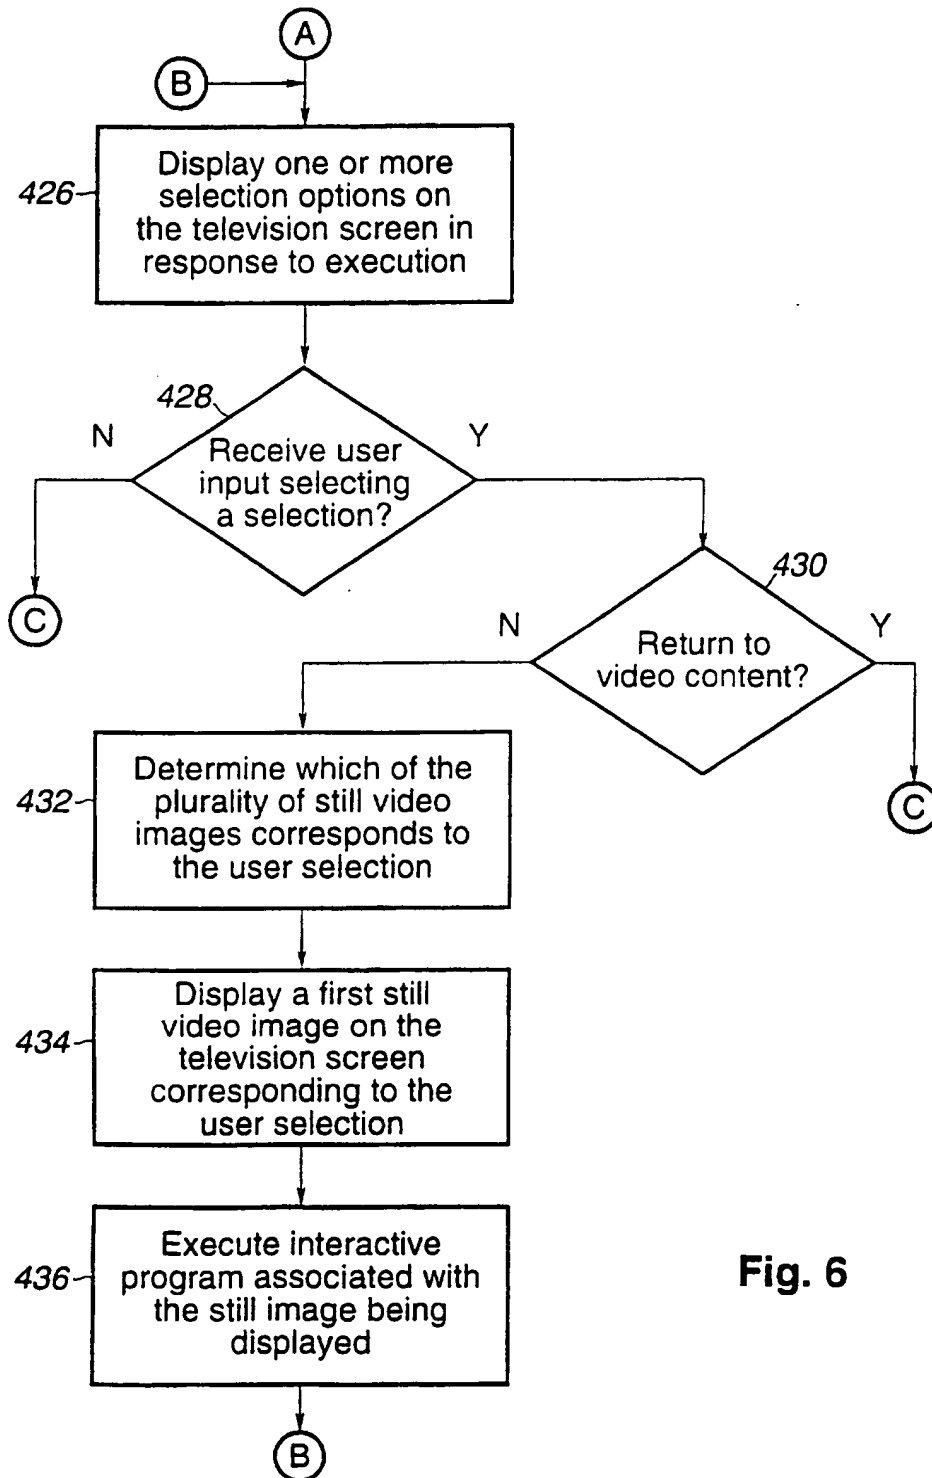 A
B
426
Display one or more
selection options on
the television screen in
response to execution
428
N
Y
Receive user
input selecting
a selection?
430
C
N
Y
Return to
video content?
432
Determine which of the
plurality of still video
images corresponds to
the user selection
C
434
Display a first still
video image on the
television screen
corresponding to the
user selection
436
Execute interactive
program associated with
the still image being
displayed
Fig. 6
B